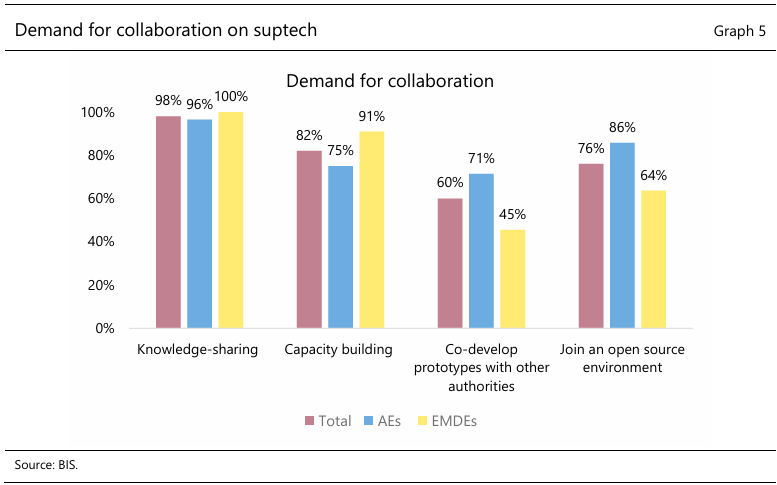 Demand for collaboration on suptech
Graph 5
Demand for collaboration
100%
80%
60%
40%
20%
0%
98%
96%
100%
82%
75%
91%
60%
71%
45%
76%
86%
64%
Knowledge-sharing
Capacity building
Co-develop
prototypes with other
authorities
Join an open source
environment
Total
AEs
EMDEs
Source: BIS.